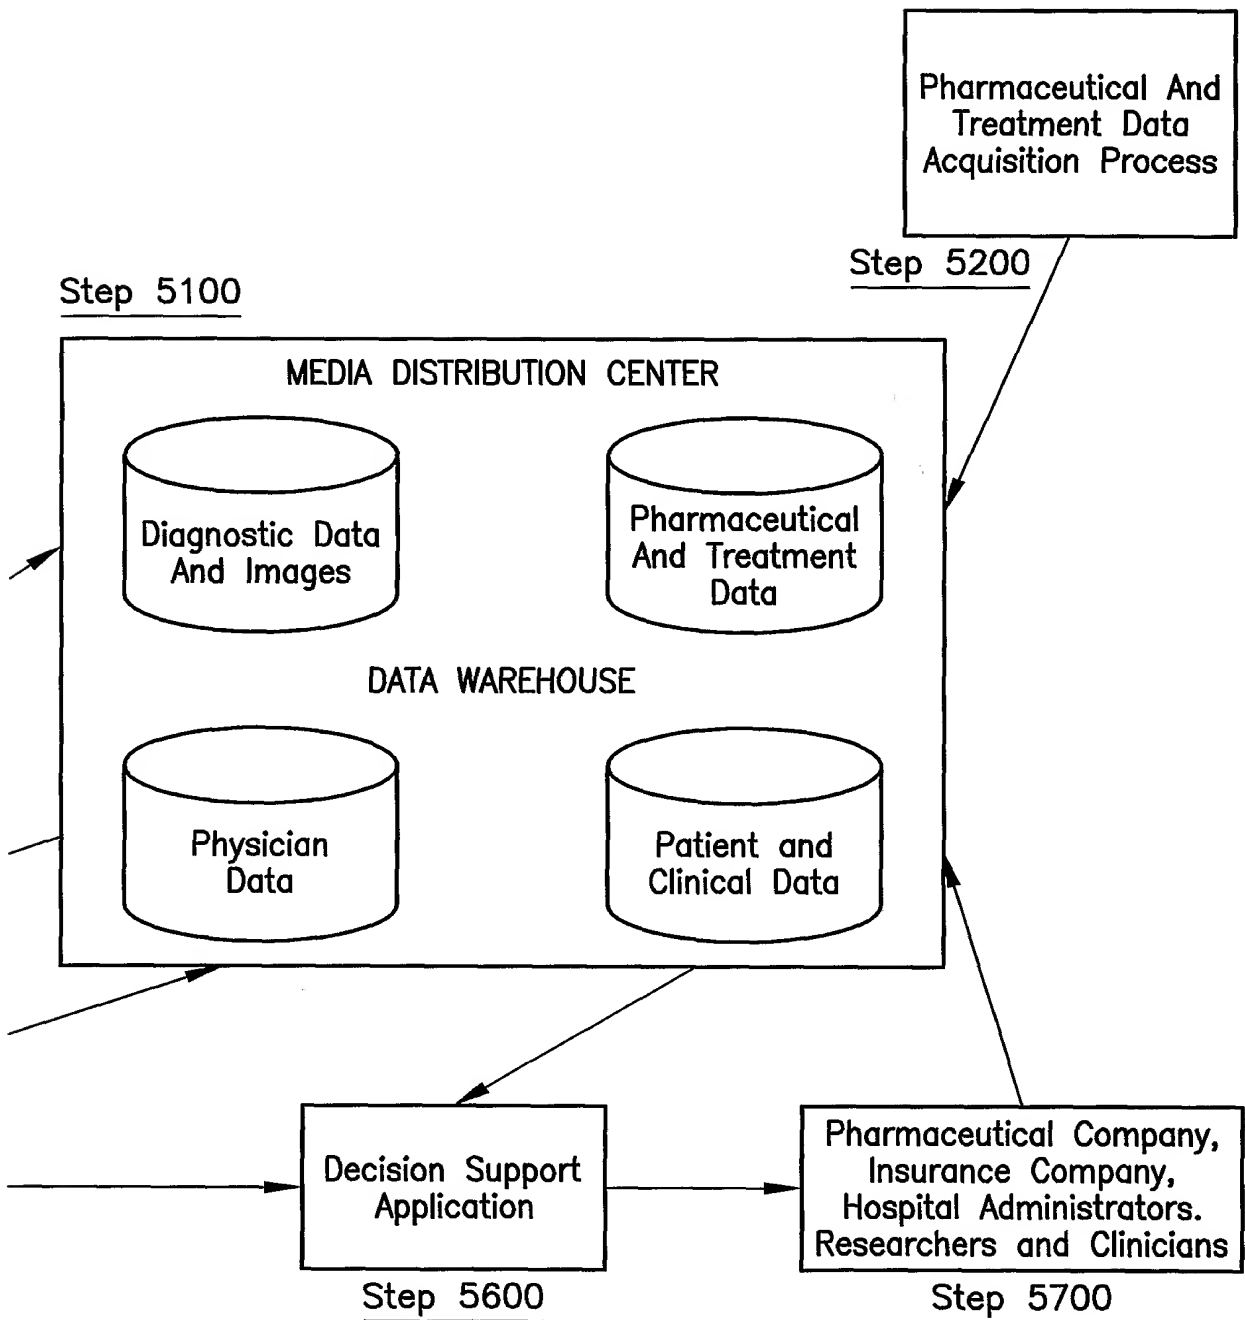 Pharmaceutical And
Treatment Data
Acquisition Process
Step 5200
Step 5100
MEDIA DISTRIBUTION CENTER
Diagnostic Data
And Images
Pharmaceutical
And Treatment
Data
DATA WAREHOUSE
Physician
Data
Patient and
Clinical Data
Decision Support
Application
Step 5600
Pharmaceutical Company,
Insurance Company,
Hospital Administrators.
Researchers and Clinicians
Step 5700